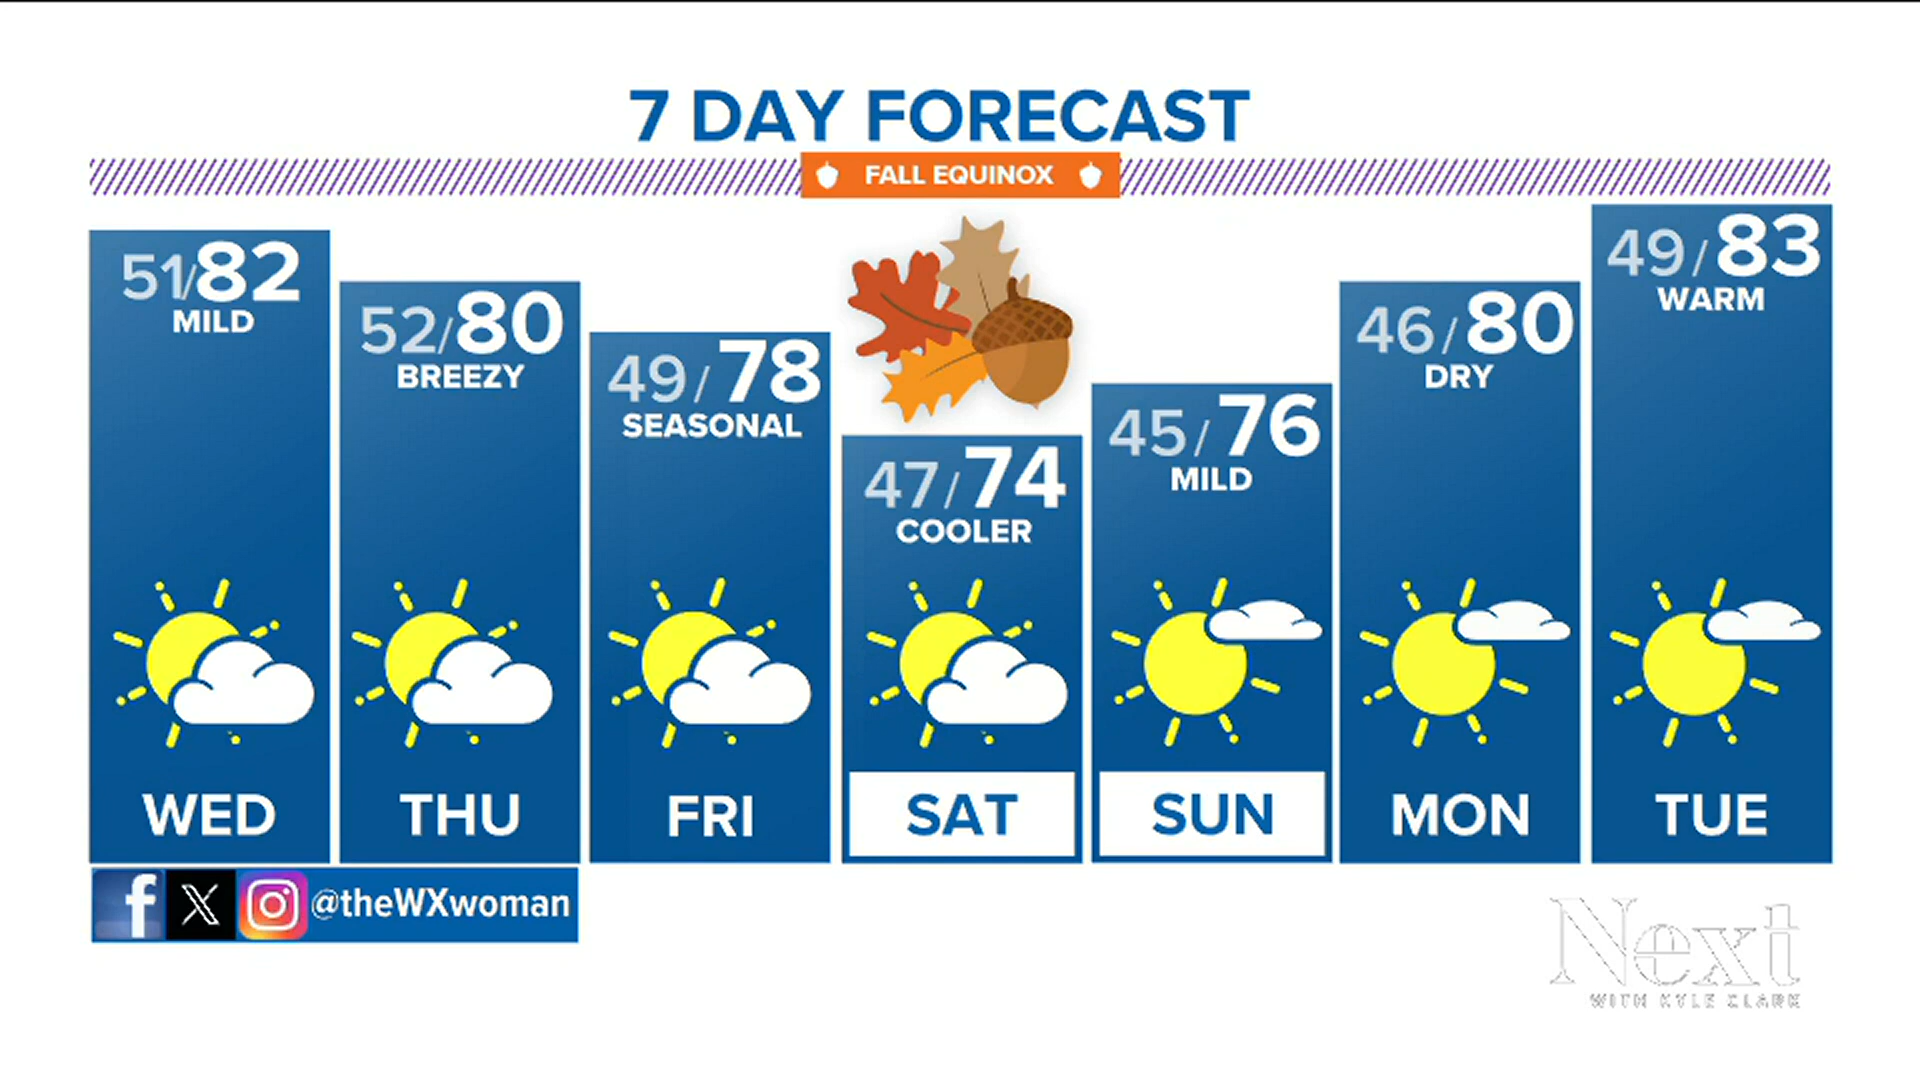 7 DAY FORECAST
FALL EQUINOX
51/82
MILD
WED
52/80
BREEZY
THU
49/78
SEASONAL
FRI
47/74
COOLER
SAT
45/76
MILD
SUN
46/80
DRY
MON
49/83
WARM
TUE
@theWXwoman
Next
WITH KYLE CLARK